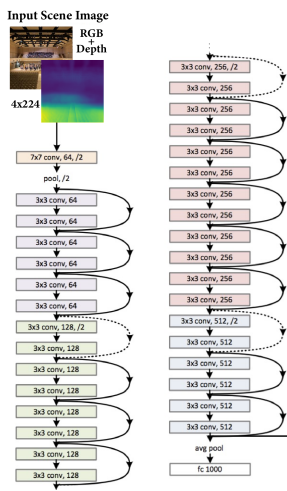 Input Scene Image
RGB
+
Depth
4x224
7x7 conv, 64, /2
pool, /2
3x3 conv, 64
3x3 conv, 64
3x3 conv, 64
3x3 conv, 64
3x3 conv, 64
3x3 conv, 64
3x3 conv, 128, /2
3x3 conv, 128
3x3 conv, 128
3x3 conv, 128
3x3 conv, 128
3x3 conv, 128
3x3 conv, 128
3x3 conv, 128
3x3 conv, 256, /2
3x3 conv, 256
3x3 conv, 256
3x3 conv, 256
3x3 conv, 256
3x3 conv, 256
3x3 conv, 256
3x3 conv, 256
3x3 conv, 256
3x3 conv, 256
3x3 conv, 256
3x3 conv, 256
3x3 conv, 512, /2
3x3 conv, 512
3x3 conv, 512
3x3 conv, 512
3x3 conv, 512
3x3 conv, 512
avg pool
fc 1000